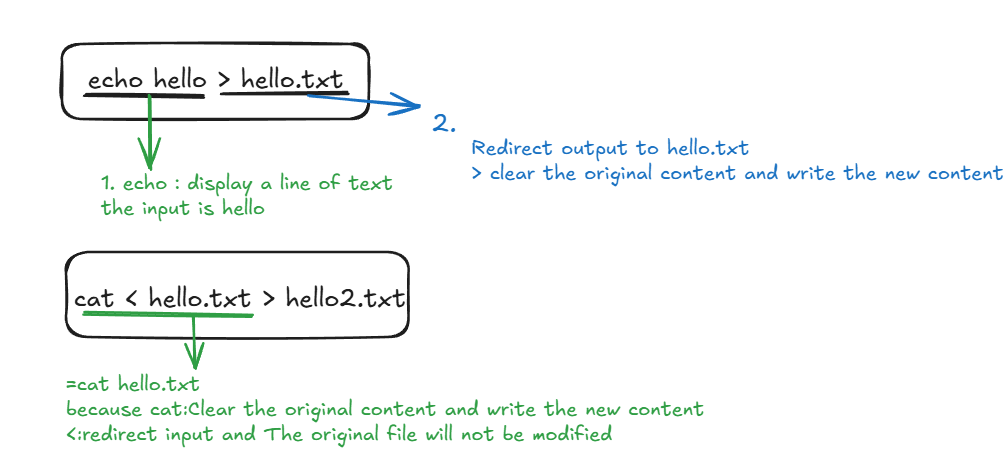 echo hello > hello.txt
2.
Redirect output to hello.txt
> clear the original content and write the new content
1. echo : display a line of text
the input is hello
cat < hello.txt > hello2.txt
=cat hello.txt
because cat:Clear the original content and write the new content
<:redirect input and The original file will not be modified